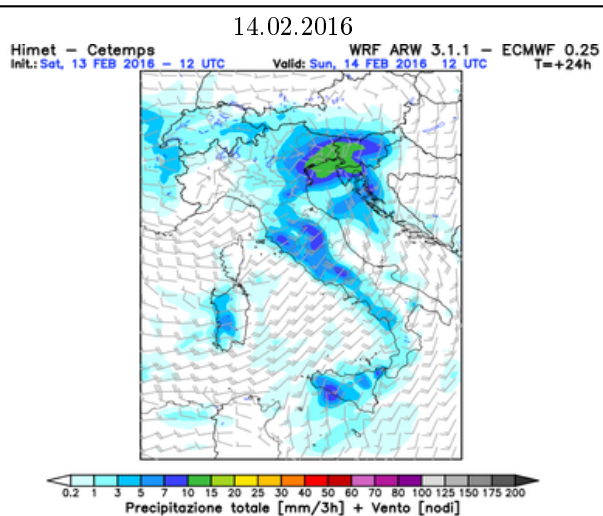 14.02.2016
Himet - Cetemps WRF ARW 3.1.1 - ECMWF 0.25
Init.: Sat, 13 FEB 2016 - 12 UTC Valid: Sun, 14 FEB 2016 12 UTC T=+24h
0.2 1 3 5 7 10 15 20 25 30 40 50 60 70 80 100 125 150 175 200
Precipitazione totale [mm/3h] + Vento [nodi]